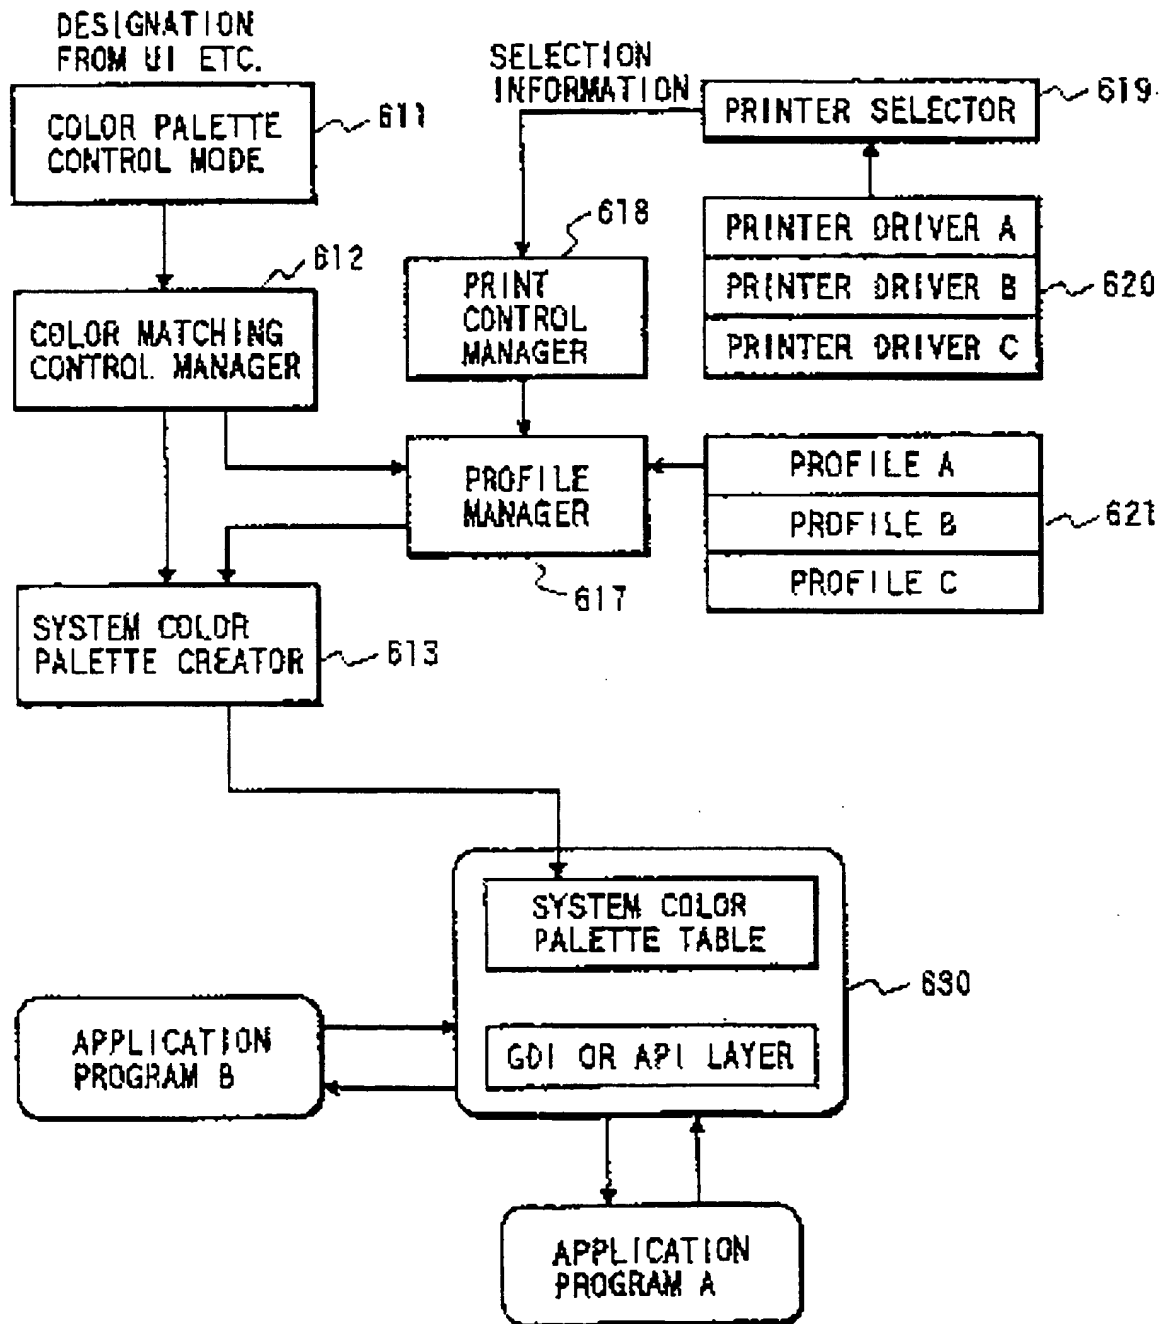 DESIGNATION
FROM UI ETC.
COLOR PALETTE
CONTROL MODE
611
SELECTION
INFORMATION
PRINTER SELECTOR
619
PRINTER DRIVER A
PRINTER DRIVER B
PRINTER DRIVER C
620
618
PRINT
CONTROL
MANAGER
612
COLOR MATCHING
CONTROL MANAGER
PROFILE
MANAGER
617
PROFILE A
PROFILE B
PROFILE C
621
SYSTEM COLOR
PALETTE CREATOR
613
SYSTEM COLOR
PALETTE TABLE
GDI OR API LAYER
630
APPLICATION
PROGRAM B
APPLICATION
PROGRAM A